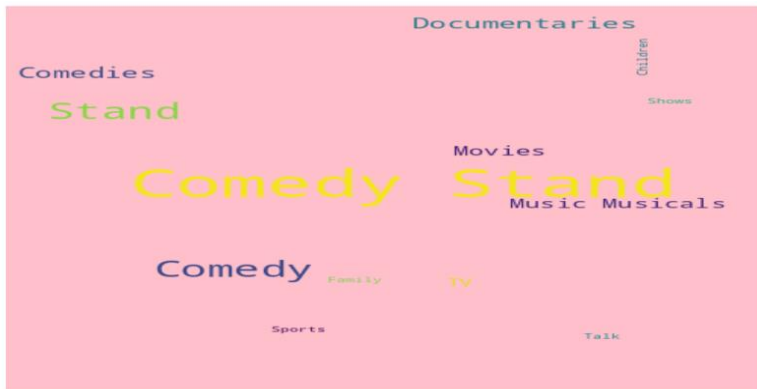 Documentaries
Children
Comedies
Shows
Stand
Movies
Comedy Stand
Music Musicals
Comedy
Family
TV
Sports
Talk